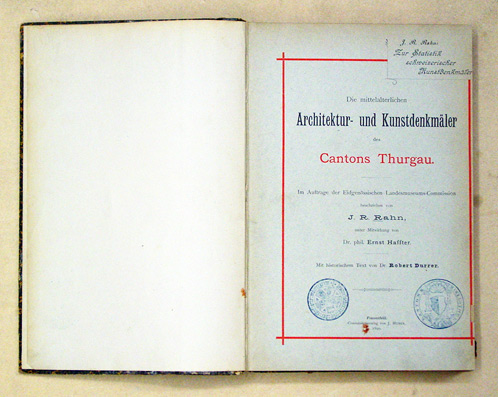 J. R. Rahn:
Zur Statistik
schweizerischer
Kunstdenkmäler
Die mittelalterlichen
Architektur- und Kunstdenkmäler
des
Cantons Thurgau.
Im Auftrage der Eidgenössischen Landesmuseums-Commission
beschrieben von
J. R. Rahn,
unter Mitwirkung von
Dr. phil. Ernst Haffter.
Mit historischem Text von Dr. Robert Durrer.
Frauenfeld